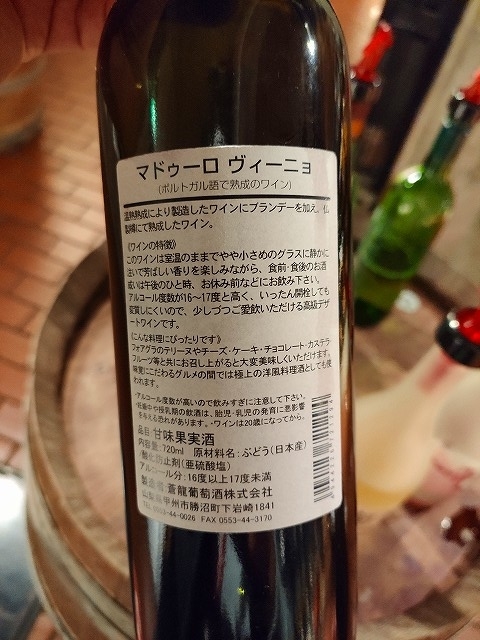 マドゥーロ ヴィーニョ
(ポルトガル語で熟成のワイン)
温熱熟成により製造したワインにブランデーを加え、仏
製樽にて熟成したワイン。
《ワインの特徴》
このワインは室温のままでやや小さめのグラスに静かに
注いで芳ばしい香りを楽しみながら、食前・食後のお酒
或いは午後のひと時、お休み前などにお飲み下さい。
アルコール度数が16～17度と高く、いったん開栓しても
変質しにくいので、少しづつご愛飲いただける高級デザ
ートワインです。
《こんな料理にぴったりです》
フォアグラのテリーヌやチーズ・ケーキ・チョコレート・カステラ
フルーツ等と共にお召し上がると大変美味しくいただけます。
味覚にこだわるグルメの間では極上の洋風料理酒としても使
われます。
・アルコール度数が高いので飲みすぎに注意して下さい。
・妊娠中や授乳期の飲酒は、胎児・乳児の発育に悪影響
を与える恐れがあります。・ワインは20歳になってから。
品目:甘味果実酒
内容量:720ml 原材料名:ぶどう(日本産)
酸化防止剤(亜硫酸塩)
アルコール分:16度以上17度未満
製造者 蒼龍葡萄酒株式会社
山梨県甲州市勝沼町下岩崎1841
0553-44-0026 FAX 0553-44-3170